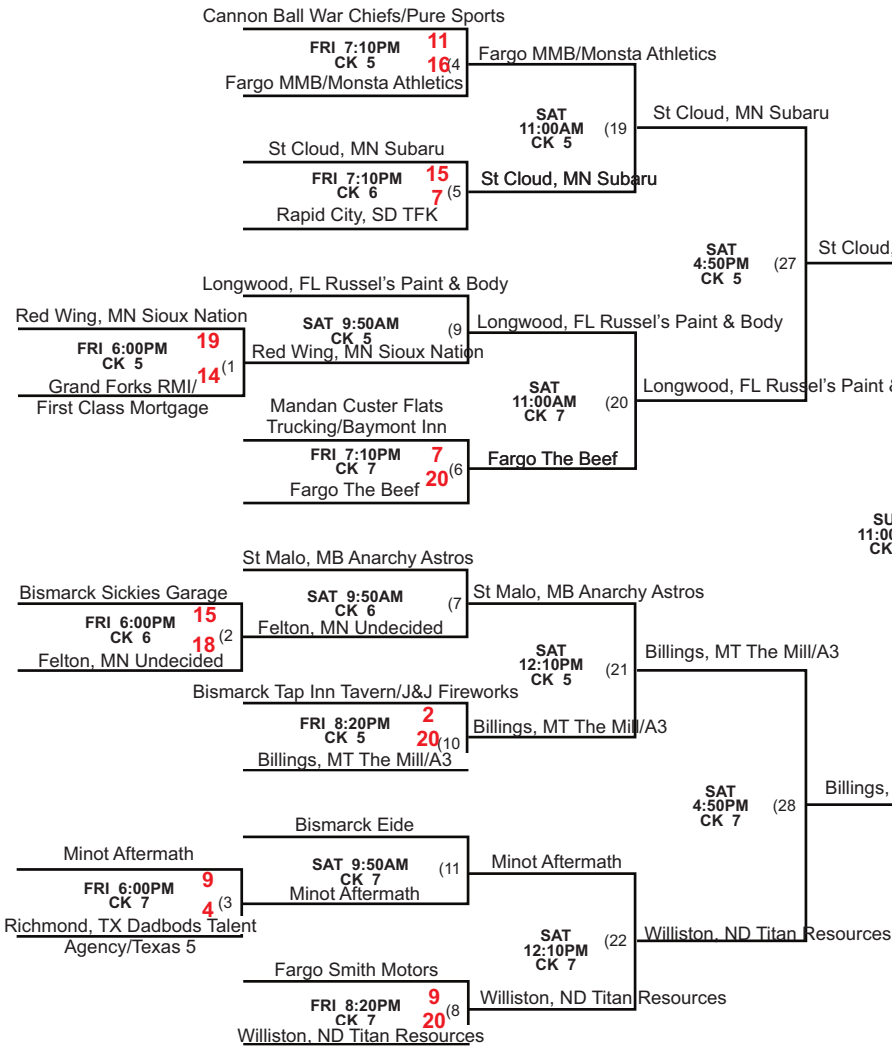 Cannon Ball War Chiefs/Pure Sports
FRI 7:10PM 11
CK 5 16 (4
Fargo MMB/Monsta Athletics
Fargo MMB/Monsta Athletics
SAT
11:00AM (19
CK 5
St Cloud, MN Subaru
St Cloud, MN Subaru
FRI 7:10PM 15
CK 6 7 (5
Rapid City, SD TFK
St Cloud, MN Subaru
SAT
4:50PM (27
CK 5
St Cloud,
Longwood, FL Russel's Paint & Body
Red Wing, MN Sioux Nation
FRI 6:00PM 19
CK 5 14 (1
Grand Forks RMI/
First Class Mortgage
SAT 9:50AM
CK 5 (9
Red Wing, MN Sioux Nation
Longwood, FL Russel's Paint & Body
SAT
11:00AM (20
CK 7
Longwood, FL Russel's Paint &
Mandan Custer Flats
Trucking/Baymont Inn
FRI 7:10PM 7
CK 7 20 (6
Fargo The Beef
Fargo The Beef
SU
11:00
CK
St Malo, MB Anarchy Astros
Bismarck Sickies Garage
FRI 6:00PM 15
CK 6 18 (2
Felton, MN Undecided
SAT 9:50AM
CK 6 (7
Felton, MN Undecided
St Malo, MB Anarchy Astros
SAT
12:10PM (21
CK 5
Billings, MT The Mill/A3
Bismarck Tap Inn Tavern/J&J Fireworks
FRI 8:20PM 2
CK 5 20 (10
Billings, MT The Mill/A3
Billings, MT The Mill/A3
SAT
4:50PM (28
CK 7
Billings,
Bismarck Eide
Minot Aftermath
FRI 6:00PM 9
CK 7 4 (3
Richmond, TX Dadbods Talent
Agency/Texas 5
SAT 9:50AM
CK 7 (11
Minot Aftermath
Minot Aftermath
SAT
12:10PM (22
CK 7
Williston, ND Titan Resources
Fargo Smith Motors
FRI 8:20PM 9
CK 7 20 (8
Williston, ND Titan Resources
Williston, ND Titan Resources